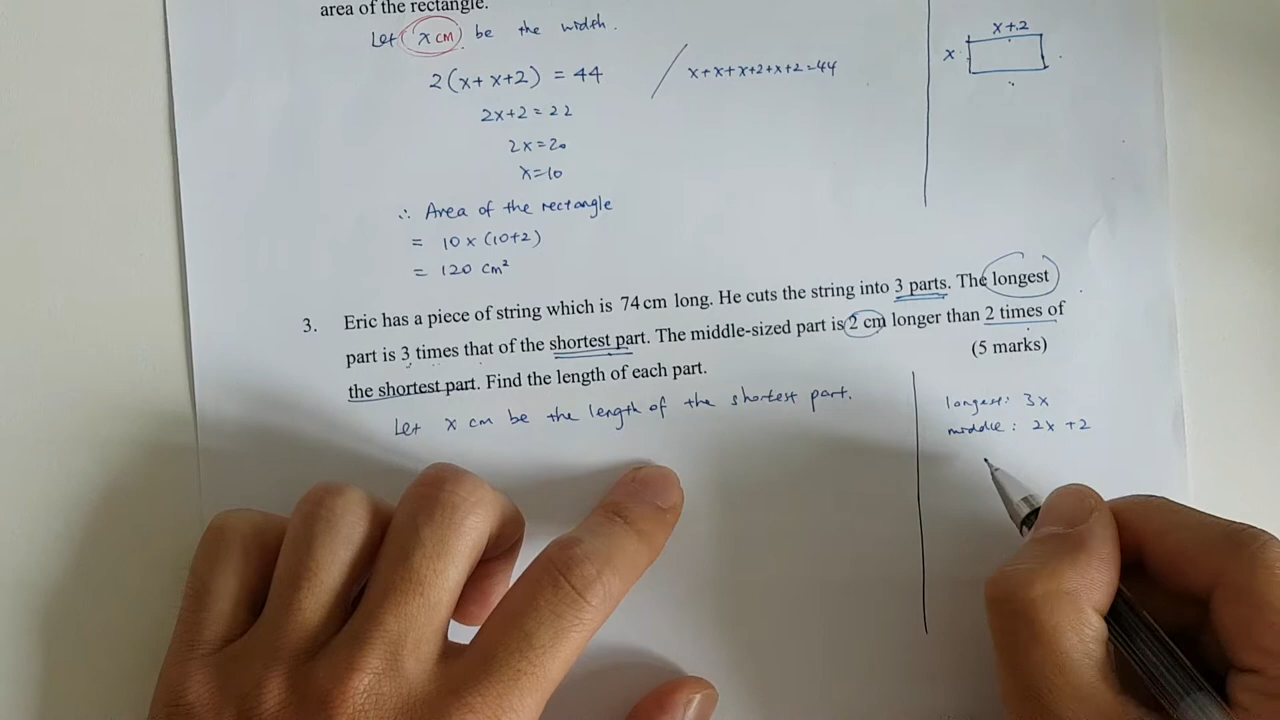 area of the rectangle.
Let x cm be the width.
2(x+x+2) = 44 / x+x+x+2+x+2=44
2x+2=22
2x=20
x=10
∴ Area of the rectangle
= 10×(10+2)
= 120 cm²
x+2
x
3. Eric has a piece of string which is 74 cm long. He cuts the string into 3 parts. The longest
part is 3 times that of the shortest part. The middle-sized part is 2 cm longer than 2 times of
the shortest part. Find the length of each part. (5 marks)
Let x cm be the length of the shortest part.
longest: 3x
middle: 2x+2